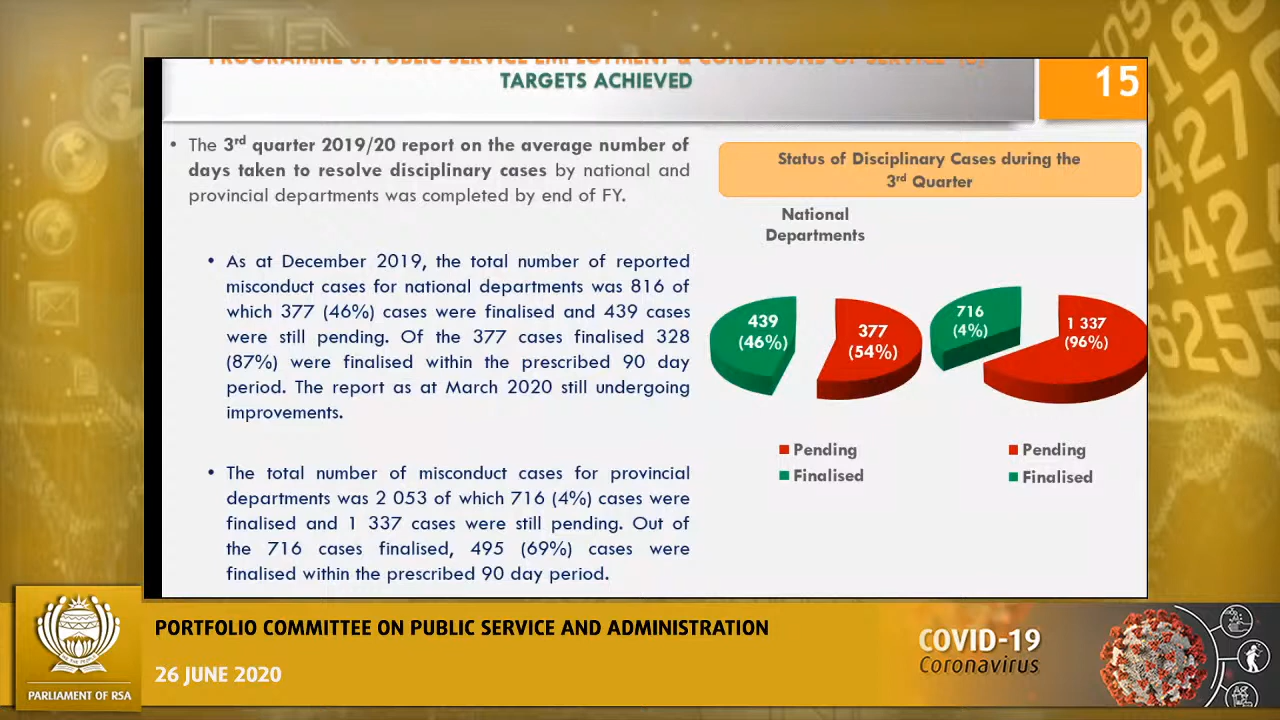 PROGRAMME 3: PUBLIC SERVICE EMPLOYMENT & CONDITIONS OF SERVICE
TARGETS ACHIEVED
15
• The 3rd quarter 2019/20 report on the average number of
days taken to resolve disciplinary cases by national and
provincial departments was completed by end of FY.
• As at December 2019, the total number of reported
misconduct cases for national departments was 816 of
which 377 (46%) cases were finalised and 439 cases
were still pending. Of the 377 cases finalised 328
(87%) were finalised within the prescribed 90 day
period. The report as at March 2020 still undergoing
improvements.
• The total number of misconduct cases for provincial
departments was 2 053 of which 716 (4%) cases were
finalised and 1 337 cases were still pending. Out of
the 716 cases finalised, 495 (69%) cases were
finalised within the prescribed 90 day period.
Status of Disciplinary Cases during the
3rd Quarter
National
Departments
439
(46%)
377
(54%)
716
(4%)
1 337
(96%)
Pending
Finalised
Pending
Finalised
PARLIAMENT OF RSA
PORTFOLIO COMMITTEE ON PUBLIC SERVICE AND ADMINISTRATION
26 JUNE 2020
COVID-19
Coronavirus